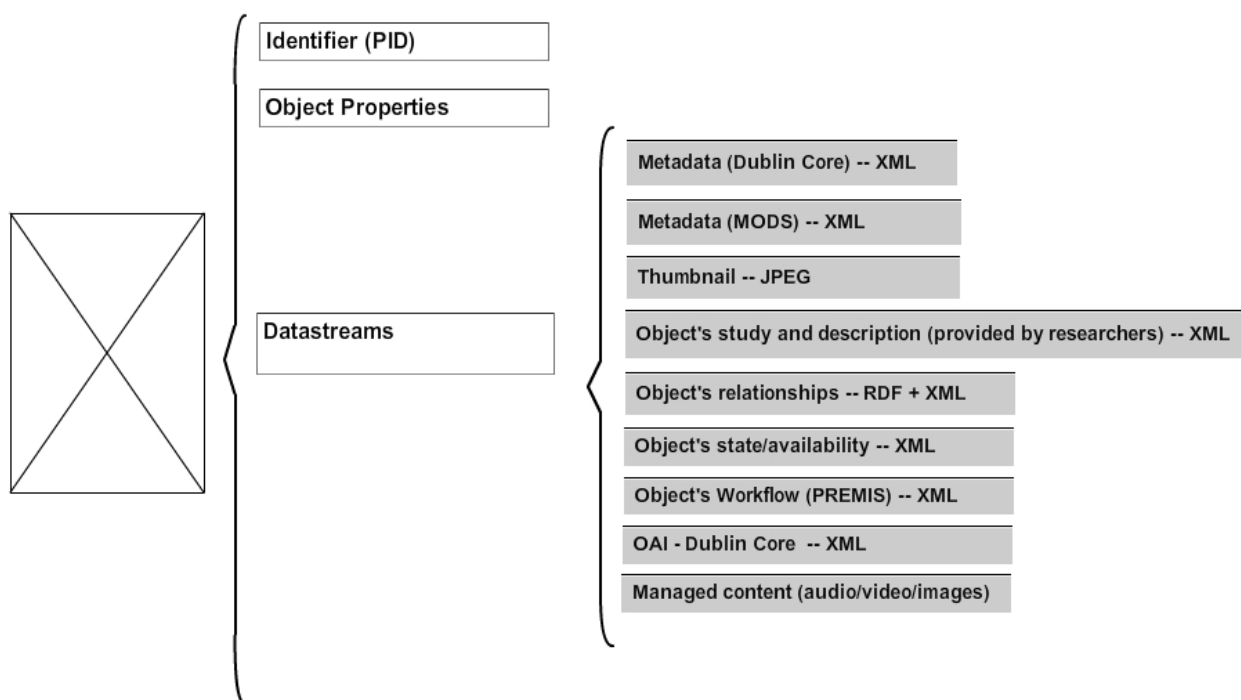 Identifier (PID)
Object Properties
Datastreams
Metadata (Dublin Core) -- XML
Metadata (MODS) -- XML
Thumbnail -- JPEG
Object's study and description (provided by researchers) -- XML
Object's relationships -- RDF + XML
Object's state/availability -- XML
Object's Workflow (PREMIS) -- XML
OAI - Dublin Core  -- XML
Managed content (audio/video/images)